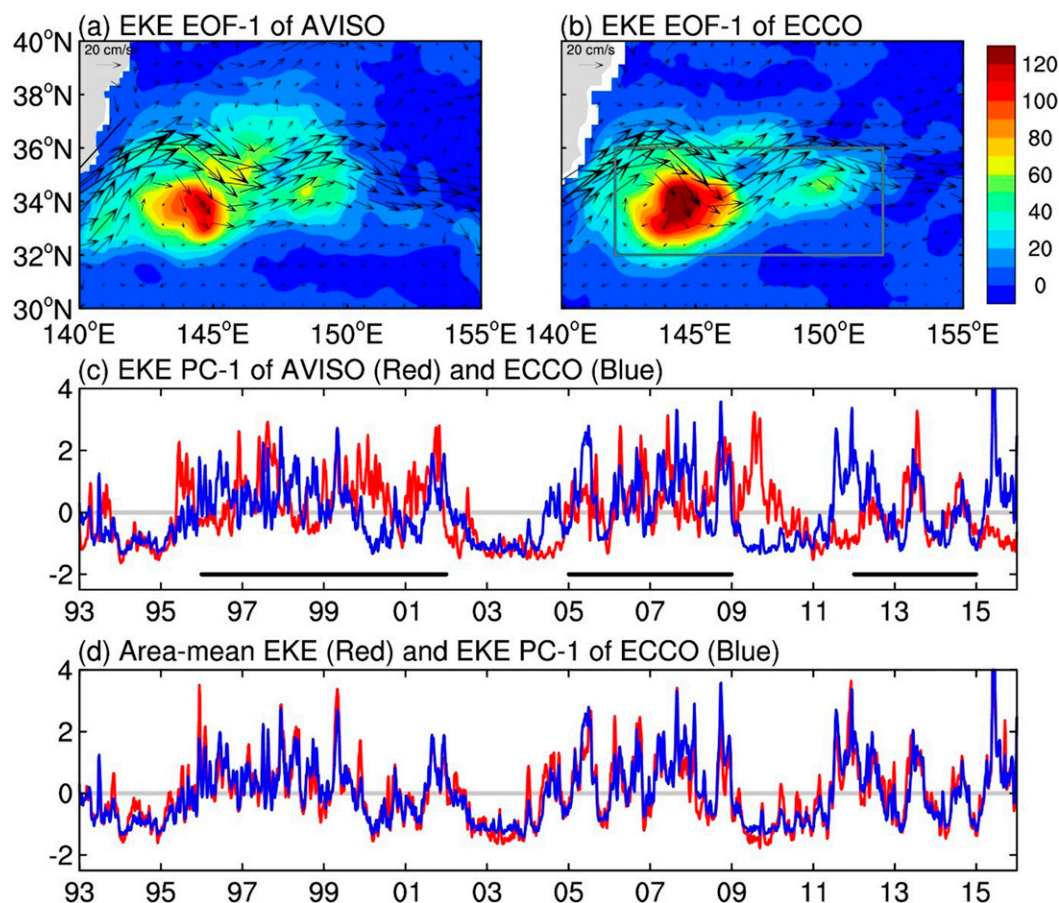 (a) EKE EOF-1 of AVISO
(b) EKE EOF-1 of ECCO
40°N
38°N
36°N
34°N
32°N
30°N
20 cm/s
20 cm/s
120
100
80
60
40
20
0
140°E 145°E 150°E 155°E
140°E 145°E 150°E 155°E
(c) EKE PC-1 of AVISO (Red) and ECCO (Blue)
4
2
0
-2
93 95 97 99 01 03 05 07 09 11 13 15
(d) Area-mean EKE (Red) and EKE PC-1 of ECCO (Blue)
4
2
0
-2
93 95 97 99 01 03 05 07 09 11 13 15